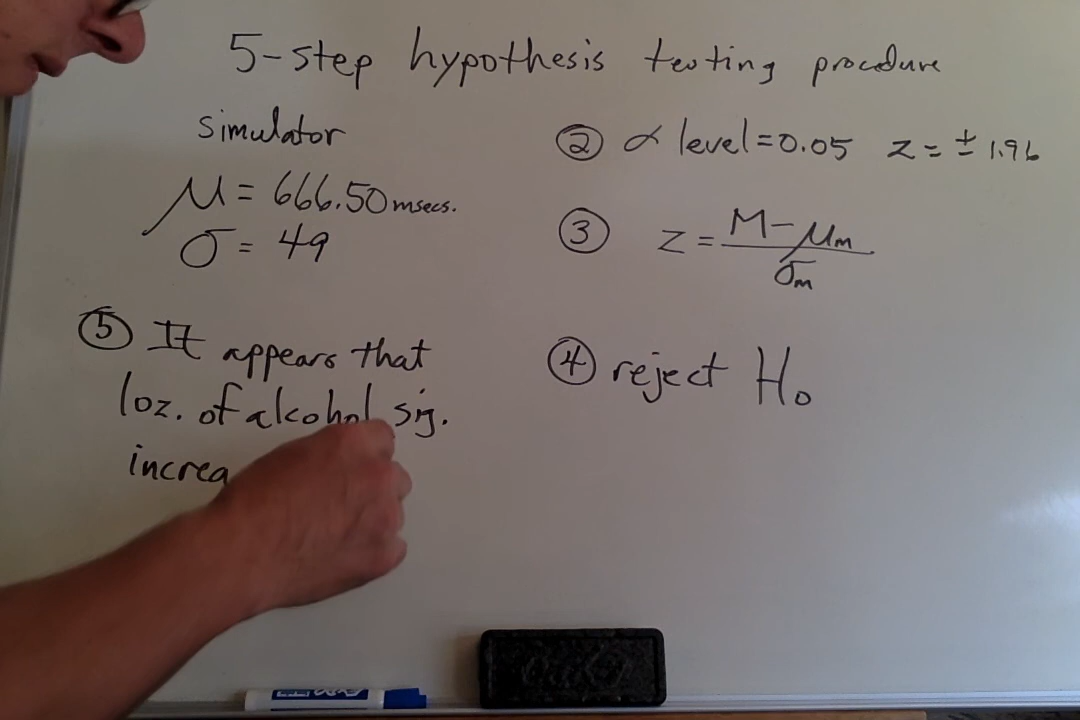 5-step hypothesis testing procedure
simulator
μ = 666.50 msecs.
σ = 49
② α level = 0.05 z = ± 1.96
③ z = M - μm / σm
④ reject H₀
⑤ It appears that
1oz. of alcohol sig.
increa